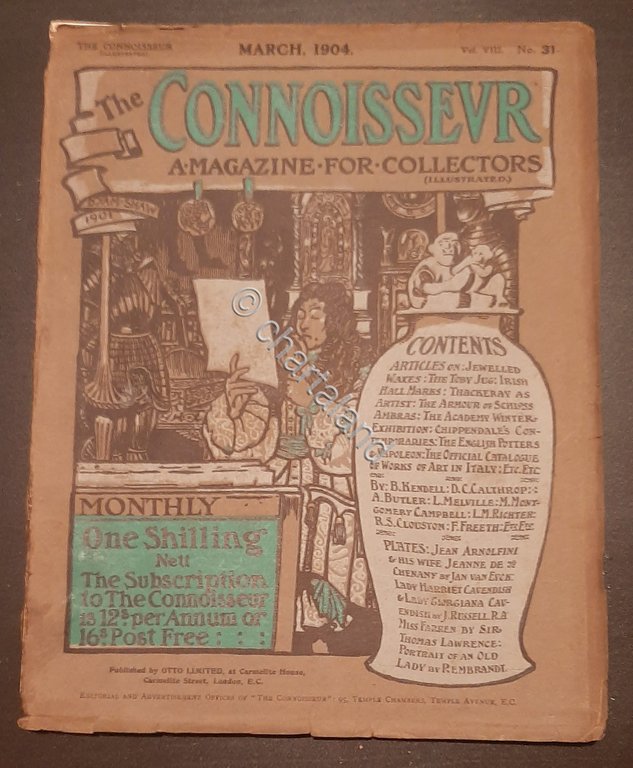 THE CONNOISSEUR
(ILLUSTRATED)
MARCH, 1904.
Vol. VIII. No. 31.
The
CONNOISSEVR
A·MAGAZINE·FOR·COLLECTORS
(ILLUSTRATED.)
SHAW
1901
© chartaland
CONTENTS
ARTICLES ON: JEWELLED
WAXES: THE TOBY JUG: IRISH
HALL MARKS: THACKERAY AS
ARTIST: THE ARMOUR OF SCHLOSS
AMBRAS: THE ACADEMY WINTER
EXHIBITION: CHIPPENDALE'S CON-
TEMPORARIES: THE ENGLISH POTTERS
NAPOLEON: THE OFFICIAL CATALOGUE
OF WORKS OF ART IN ITALY: ETC. ETC
BY: B. KENDELL: D.C. CALTHROP: :
A. BUTLER: L. MELVILLE: M. MONT-
GOMERY CAMPBELL: L.M. RICHTER:
R.S. CLOUSTON: F. FREETH: ETC. ETC
PLATES: JEAN ARNOLFINI
& HIS WIFE JEANNE DE
CHENANY BY JAN VAN EYCK
LADY HARRIET CAVENDISH
& LADY GIORGIANA CAV-
ENDISH BY J. RUSSELL R.A
MISS FARREN BY SIR
THOMAS LAWRENCE:
PORTRAIT OF AN OLD
LADY BY REMBRANDT.
MONTHLY
One Shilling
Nett
The Subscription
to The Connoisseur
is 12s per Annum or
16s Post Free : : :
Published by OTTO LIMITED, at Carmelite House,
Carmelite Street, London, E.C.
EDITORIAL AND ADVERTISEMENT OFFICES OF "THE CONNOISSEUR": 95, TEMPLE CHAMBERS, TEMPLE AVENUE, E.C.